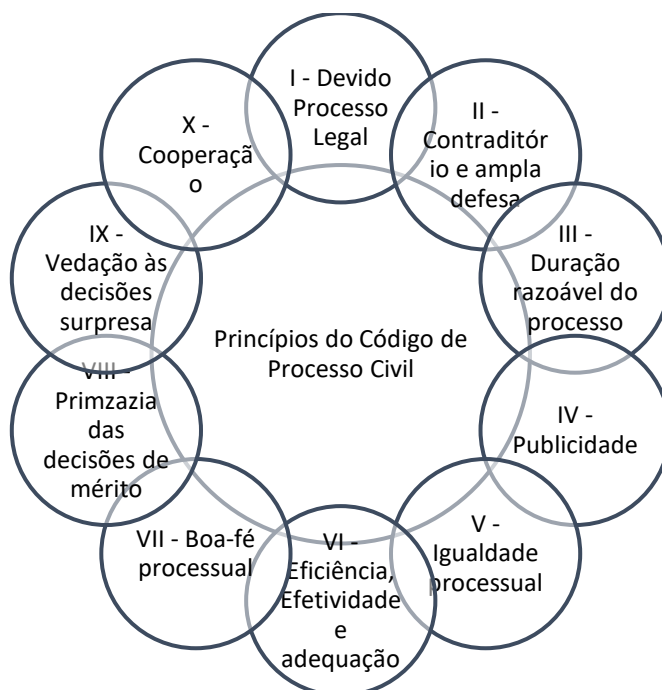 I - Devido
Processo
Legal
II -
Contraditór
io e ampla
defesa
III -
Duração
razoável do
processo
IV -
Publicidade
V -
Igualdade
processual
VI -
Eficiência,
Efetividade
e
adequação
VII - Boa-fé
processual
VIII -
Primzazia
das
decisões de
mérito
IX -
Vedação às
decisões
surpresa
X -
Cooperaçã
o
Princípios do Código de
Processo Civil